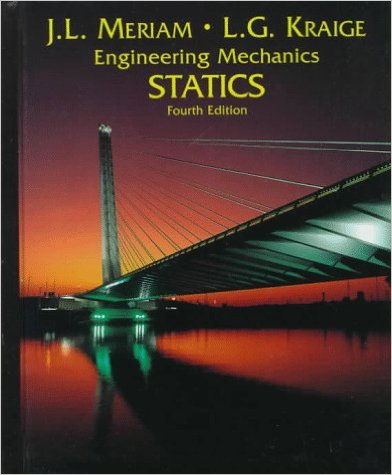 J.L. MERIAM • L.G. KRAIGE
Engineering Mechanics
STATICS
Fourth Edition